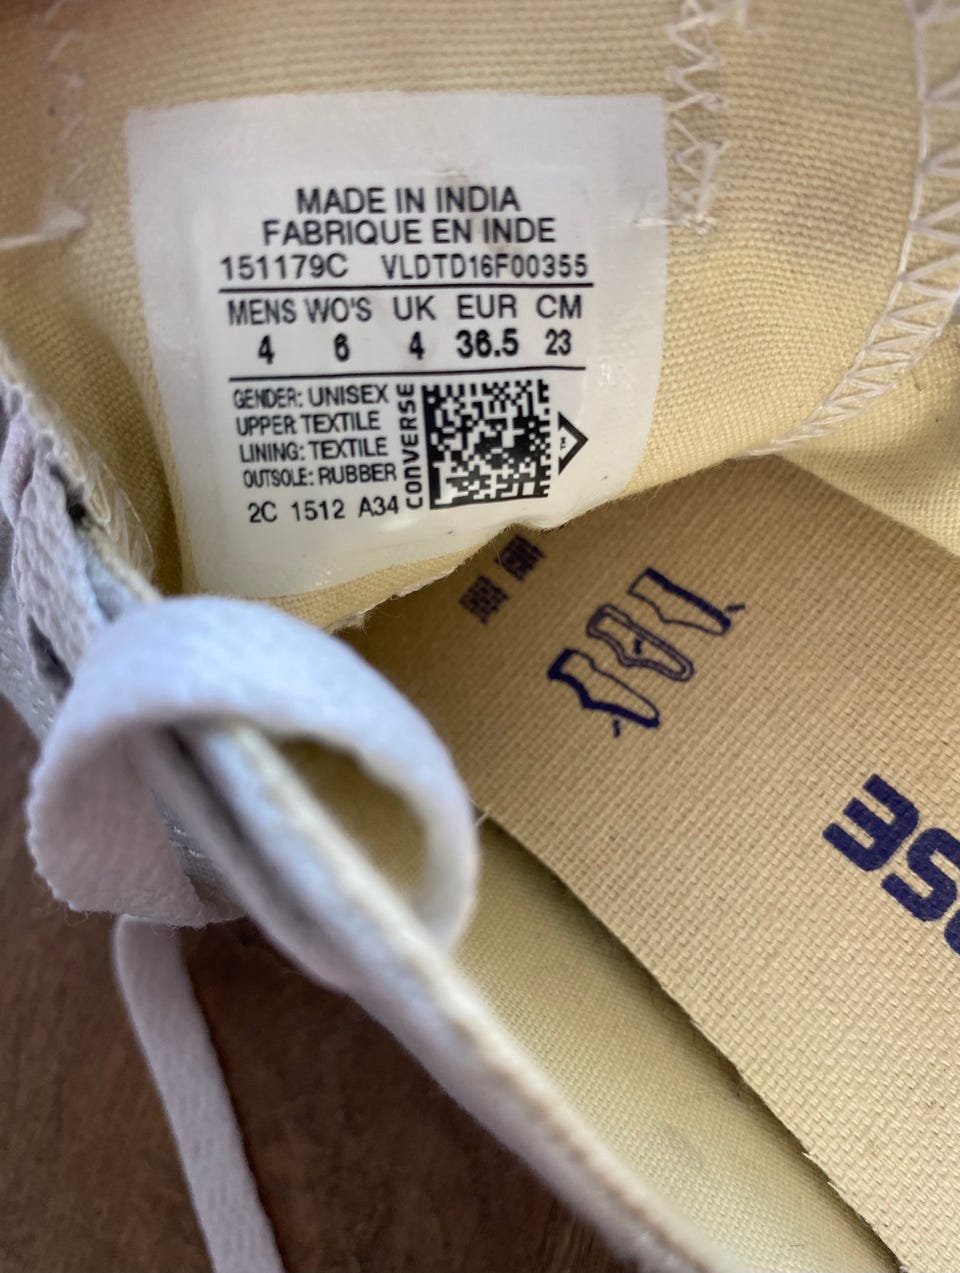 MADE IN INDIA
FABRIQUE EN INDE
151179C VLDTD16F00355
MENS WO'S UK EUR CM
4 6 4 36.5 23
GENDER: UNISEX
UPPER TEXTILE
LINING: TEXTILE
OUTSOLE: RUBBER
2C 1512 A34
CONVERSE
TM